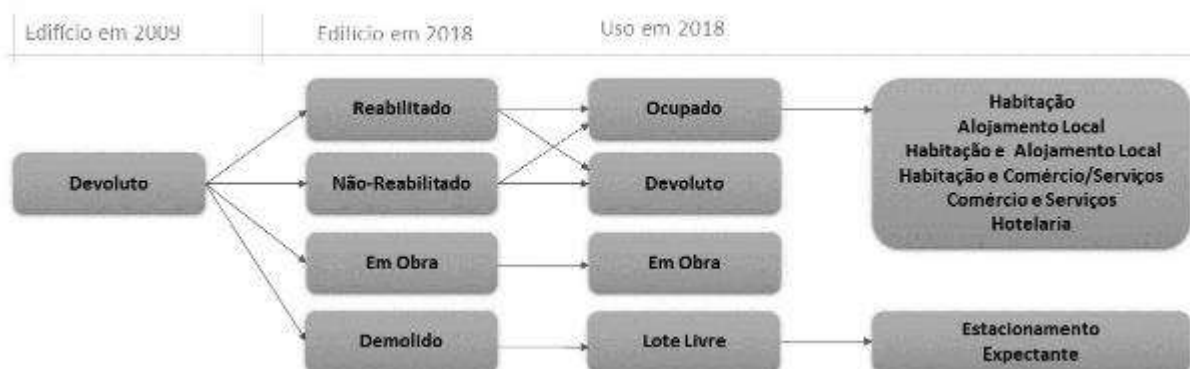 Edifício em 2009
Edifício em 2018
Uso em 2018
Devoluto
Reabilitado
Não-Reabilitado
Em Obra
Demolido
Ocupado
Devoluto
Em Obra
Lote Livre
Habitação
Alojamento Local
Habitação e Alojamento Local
Habitação e Comércio/Serviços
Comércio e Serviços
Hotelaria
Estacionamento
Expectante